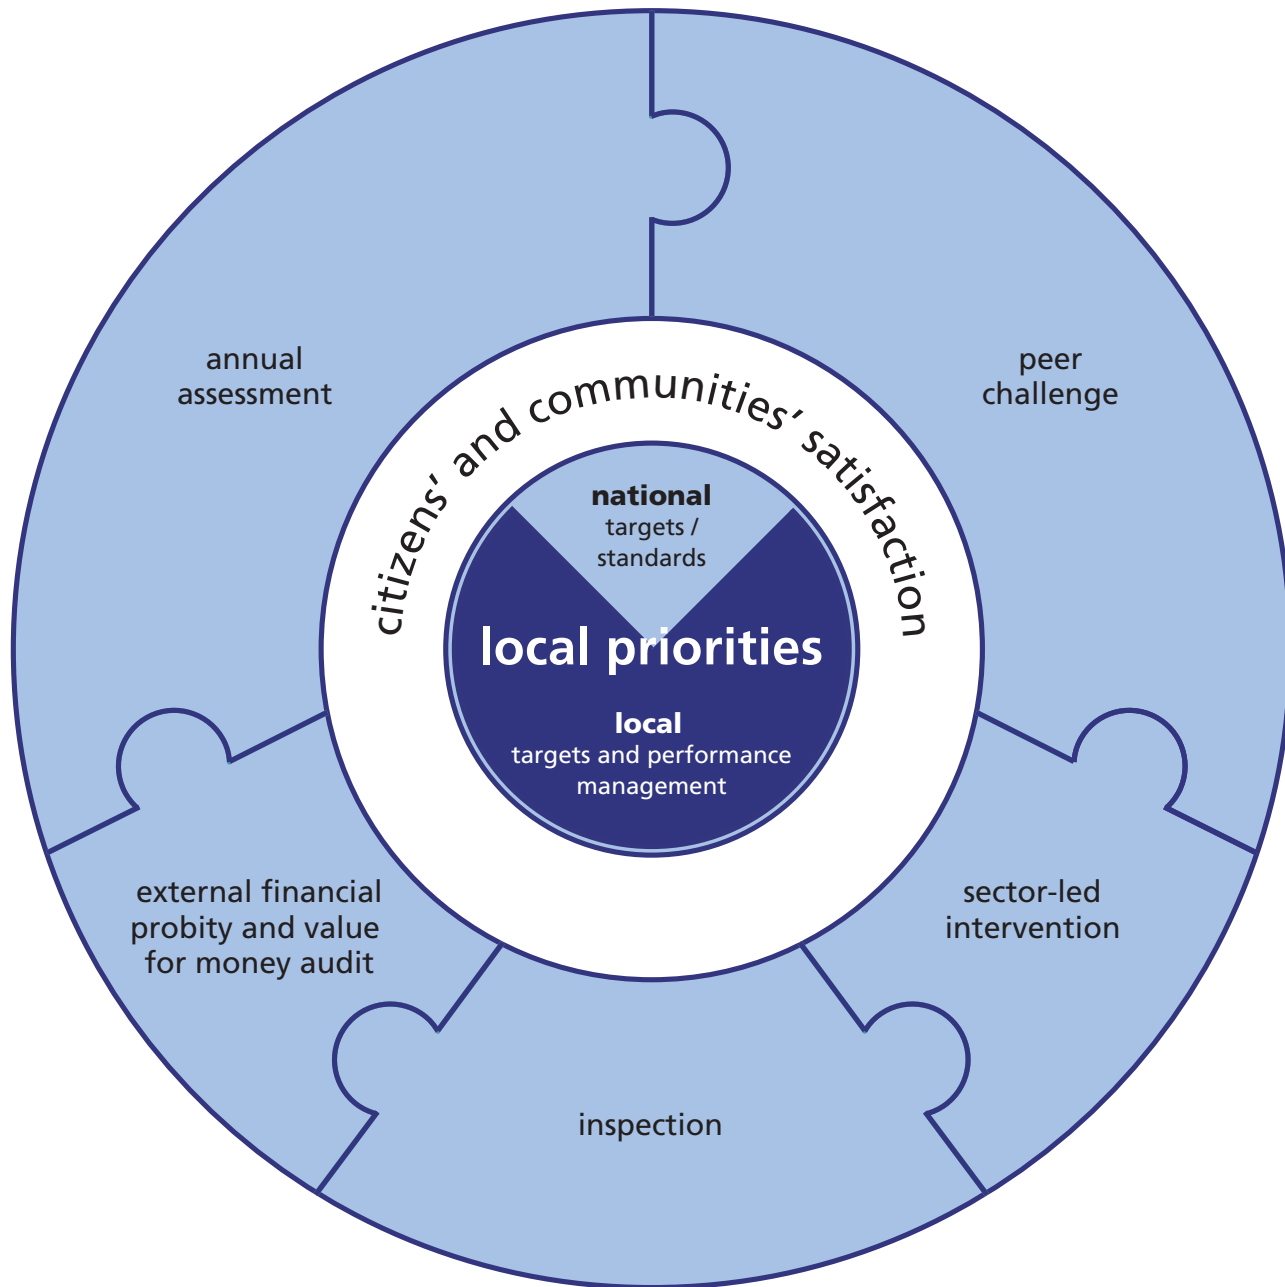 annual
assessment
peer
challenge
citizens’ and communities’ satisfaction
national
targets /
standards
local priorities
local
targets and performance
management
external financial
probity and value
for money audit
sector-led
intervention
inspection